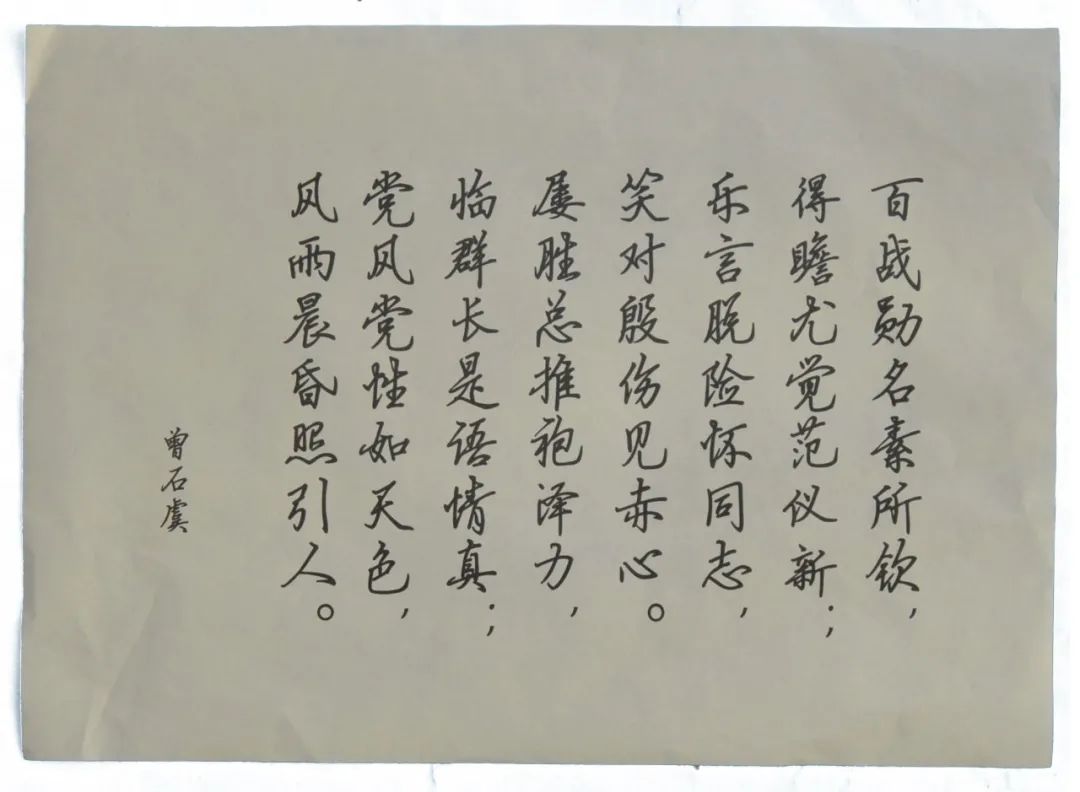 百战勋名素所钦，
得瞻尤觉范仪新；
乐言脱险怀同志，
笑对殷伤见赤心。
屡胜总推袍泽力，
临群长是语情真；
党风党性如天色，
风雨晨昏照引人。
曾石虞